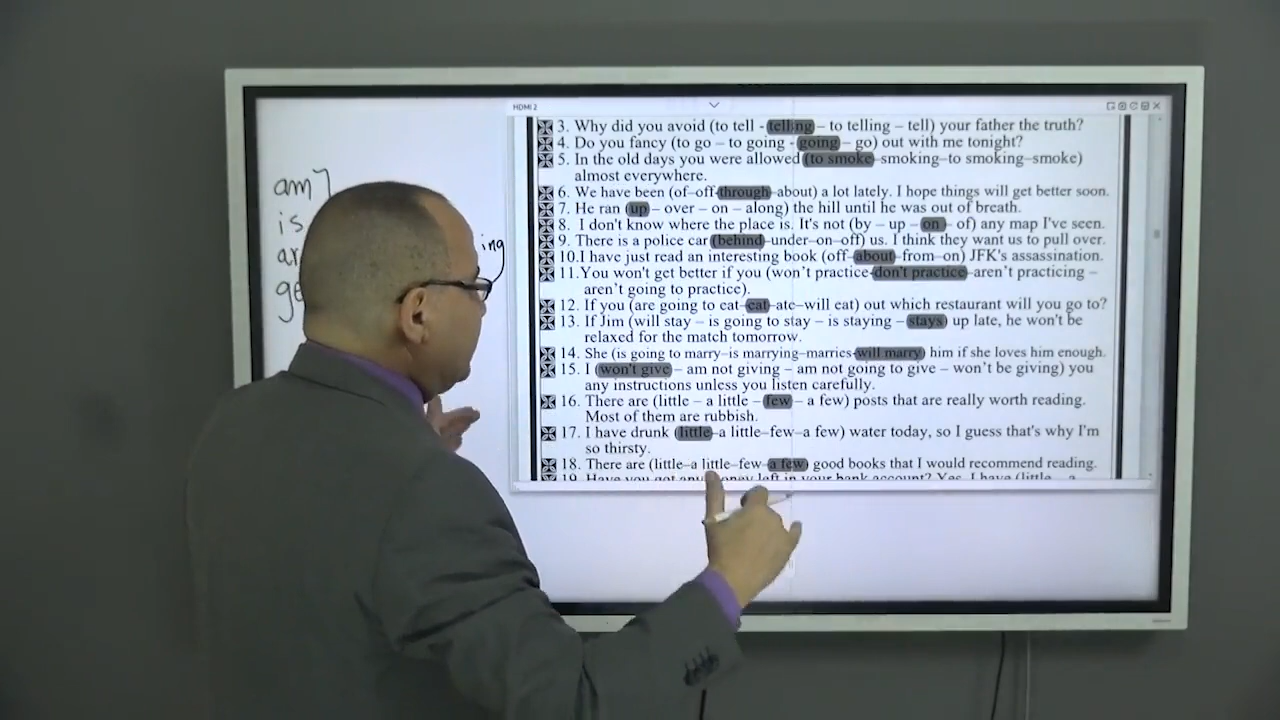 HDMI 2
am
is
ing
3. Why did you avoid (to tell - telling – to telling – tell) your father the truth?
4. Do you fancy (to go – to going - going – go) out with me tonight?
5. In the old days you were allowed (to smoke–smoking–to smoking–smoke)
almost everywhere.
6. We have been (of–off–through–about) a lot lately. I hope things will get better soon.
7. He ran (up – over – on – along) the hill until he was out of breath.
8. I don't know where the place is. It's not (by – up – on – of) any map I've seen.
9. There is a police car (behind–under–on–off) us. I think they want us to pull over.
10.I have just read an interesting book (off–about–from–on) JFK's assassination.
11.You won't get better if you (won't practice–don't practice–aren't practicing –
aren't going to practice).
12. If you (are going to eat–eat–ate–will eat) out which restaurant will you go to?
13. If Jim (will stay – is going to stay – is staying – stays) up late, he won't be
relaxed for the match tomorrow.
14. She (is going to marry–is marrying–marries–will marry) him if she loves him enough.
15. I (won't give – am not giving – am not going to give – won't be giving) you
any instructions unless you listen carefully.
16. There are (little – a little – few – a few) posts that are really worth reading.
Most of them are rubbish.
17. I have drunk (little–a little–few–a few) water today, so I guess that's why I'm
so thirsty.
18. There are (little–a little–few–a few) good books that I would recommend reading.
19. Have you got any money left in your bank account? Yes, I have (little – a